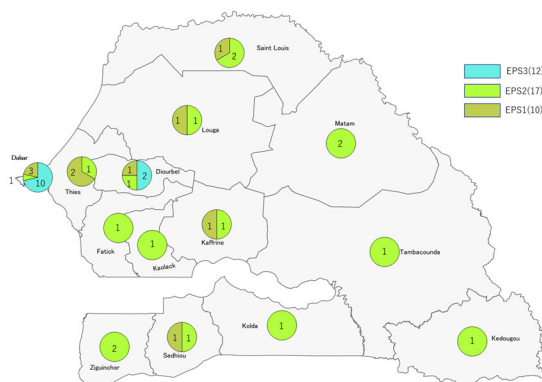 Saint Louis
1
2
EPS3(12)
EPS2(17)
EPS1(10)
1
1
Louga
Matam
2
Dakar
3
1
10
2
1
Thies
1
2
1
Diourbel
1
Fatick
1
Kaolack
1
1
Kaffrine
1
Tambacounda
2
Ziguinchor
1
1
Sedhiou
Kolda
1
1
Kedougou